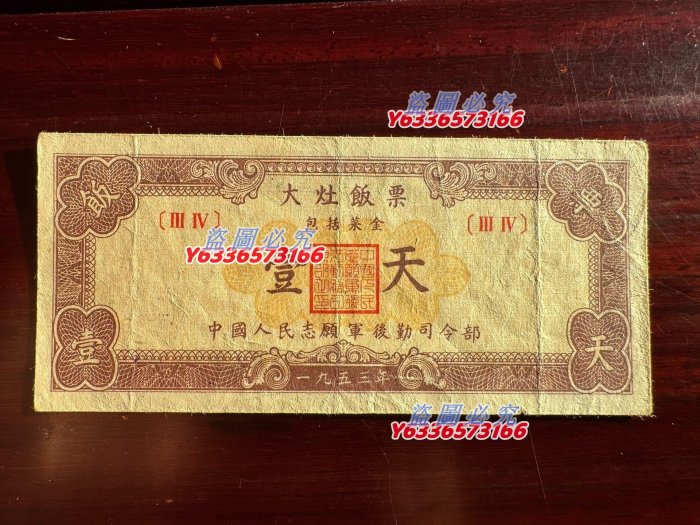 盜圖必究
Y6336573166
飯 票
大灶飯票
〔III IV〕 包括菜金 〔III IV〕
盜圖必究
Y6336573166
壹 天
中國人民志願軍後勤司令部
壹 天
一九五三年
盜圖必究
Y6336573166